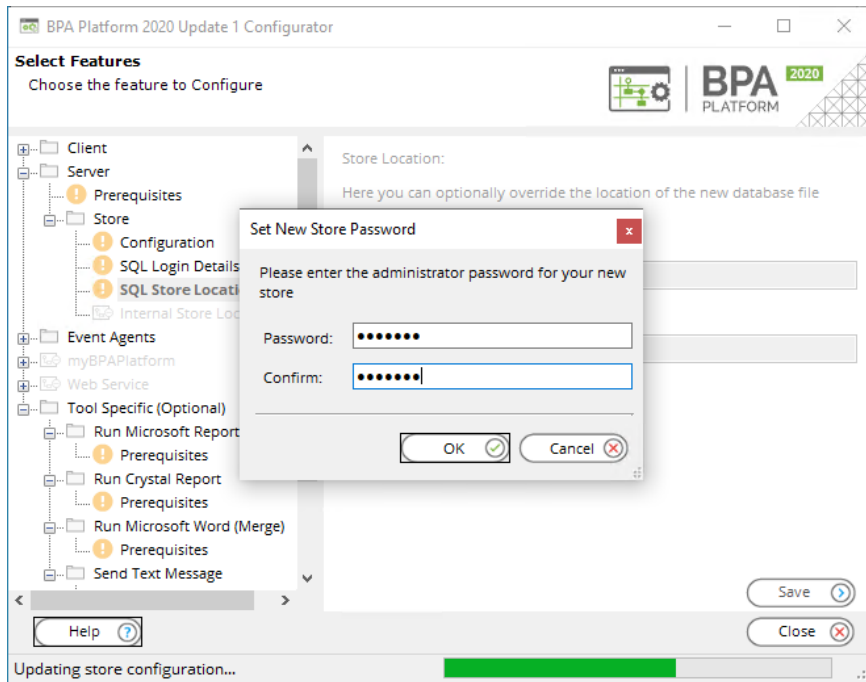 BPA Platform 2020 Update 1 Configurator
Select Features
Choose the feature to Configure
BPA 2020
PLATFORM
Client
Server
Prerequisites
Store
Configuration
SQL Login Details
SQL Store Locati
Internal Store Loc
Event Agents
myBPAPlatform
Web Service
Tool Specific (Optional)
Run Microsoft Report
Prerequisites
Run Crystal Report
Prerequisites
Run Microsoft Word (Merge)
Prerequisites
Send Text Message
Store Location:
Here you can optionally override the location of the new database file
Set New Store Password
x
Please enter the administrator password for your new
store
Password: •••••••
Confirm: •••••••
OK
Cancel
Save
Help ?
Close
Updating store configuration...